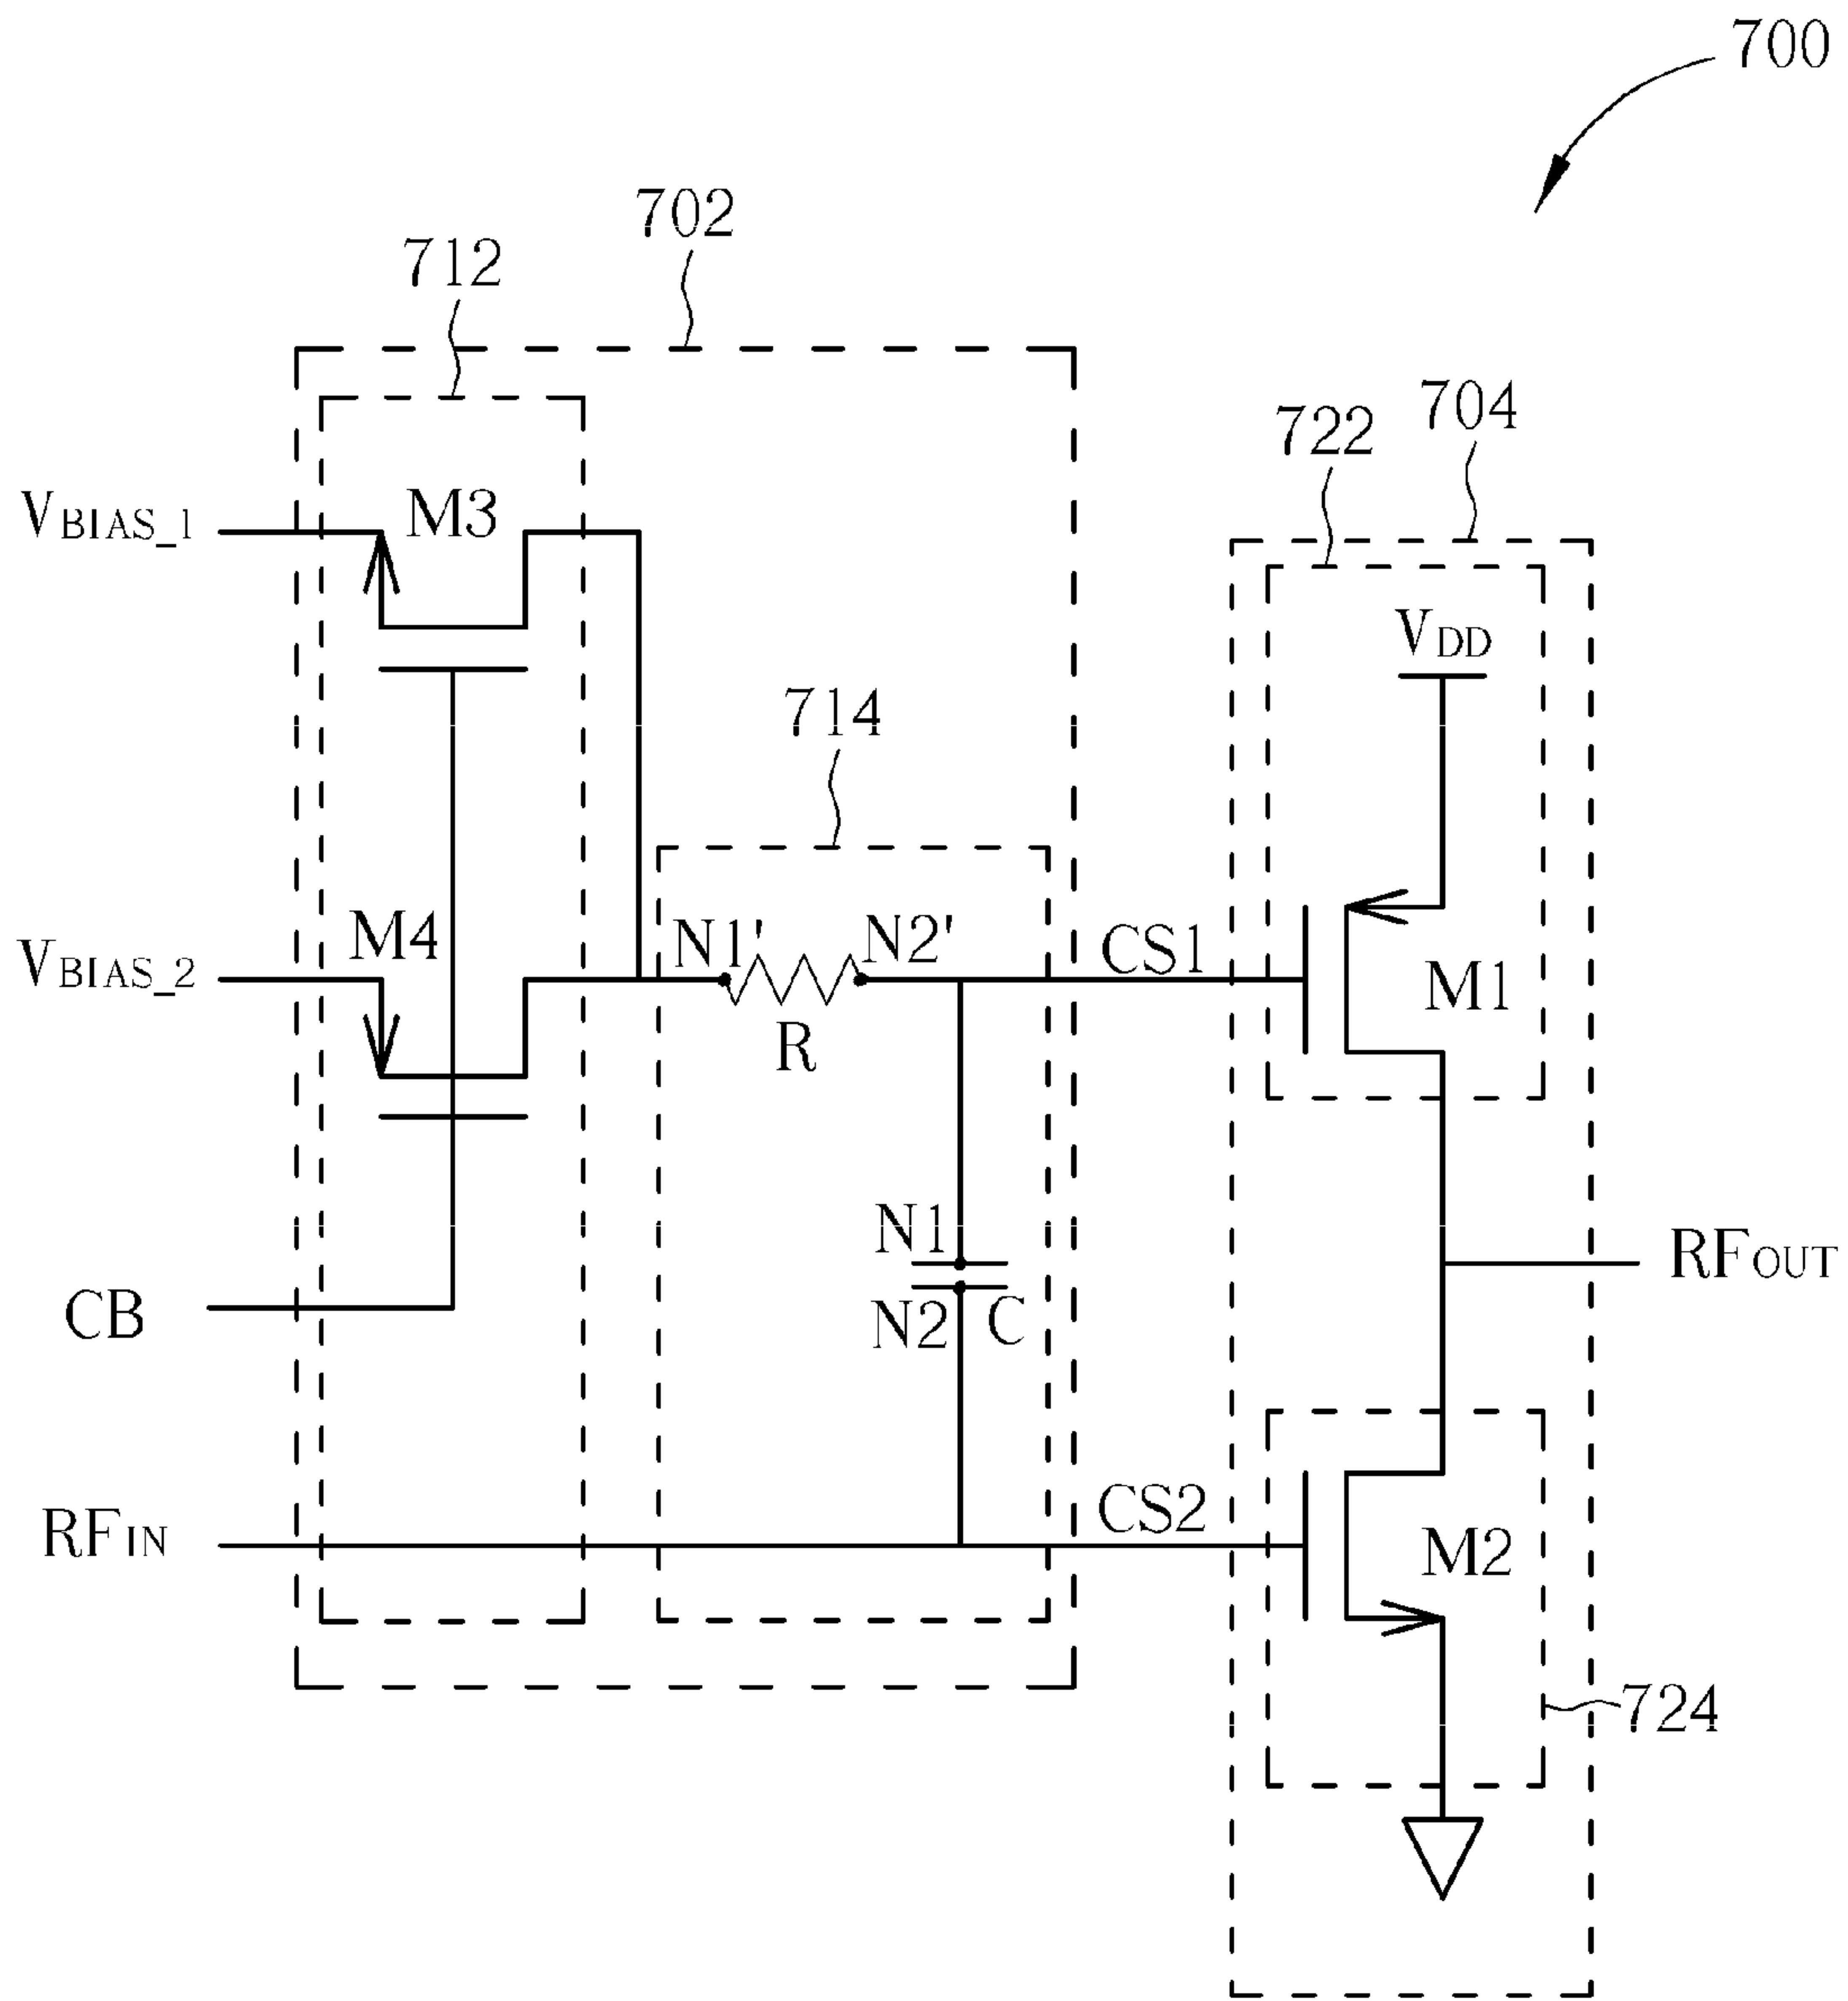 700
702
712
704
722
VBIAS_1
M3
VDD
714
VBIAS_2
M4
N1'
N2'
CS1
M1
R
N1
N2
C
CB
RFOUT
RFIN
CS2
M2
724